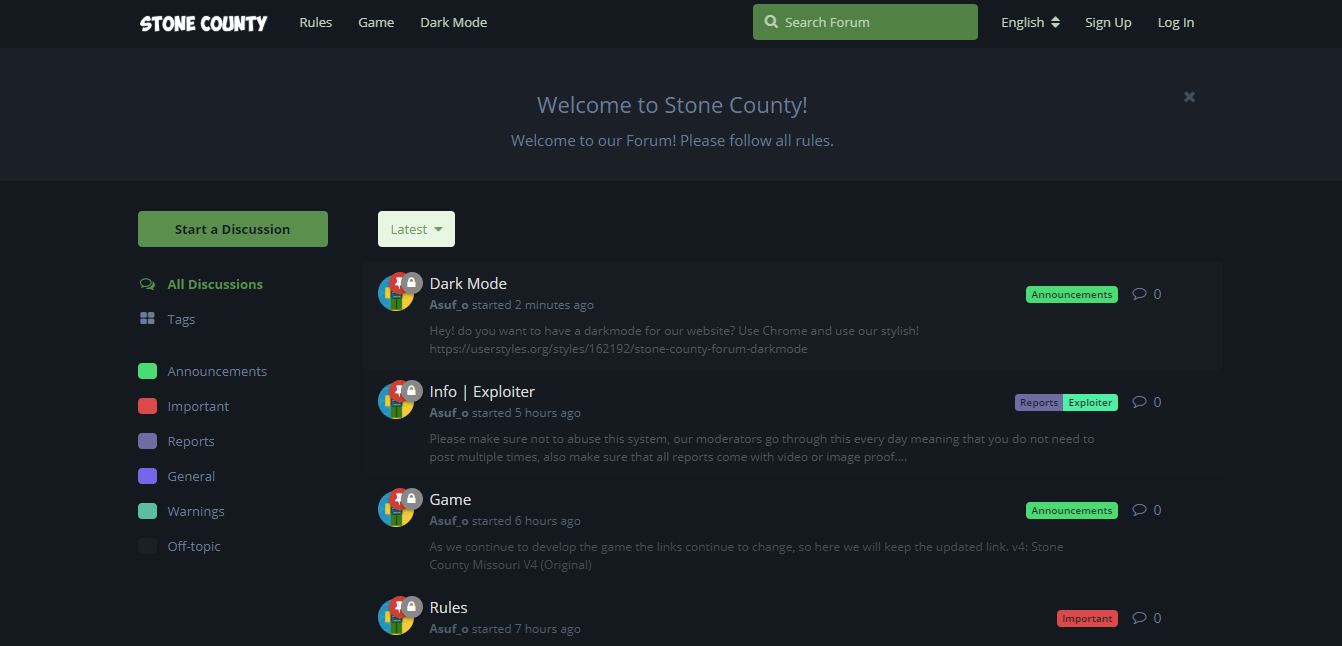 STONE COUNTY Rules Game Dark Mode Search Forum English Sign Up Log In
Welcome to Stone County!
Welcome to our Forum! Please follow all rules.
Start a Discussion
Latest
All Discussions
Tags
Announcements
Important
Reports
General
Warnings
Off-topic
Dark Mode
Asuf_o started 2 minutes ago
Announcements 0
Hey! do you want to have a darkmode for our website? Use Chrome and use our stylish!
https://userstyles.org/styles/162192/stone-county-forum-darkmode
Info | Exploiter
Asuf_o started 5 hours ago
Reports Exploiter 0
Please make sure not to abuse this system, our moderators go through this every day meaning that you do not need to
post multiple times, also make sure that all reports come with video or image proof....
Game
Asuf_o started 6 hours ago
Announcements 0
As we continue to develop the game the links continue to change, so here we will keep the updated link. v4: Stone
County Missouri V4 (Original)
Rules
Asuf_o started 7 hours ago
Important 0